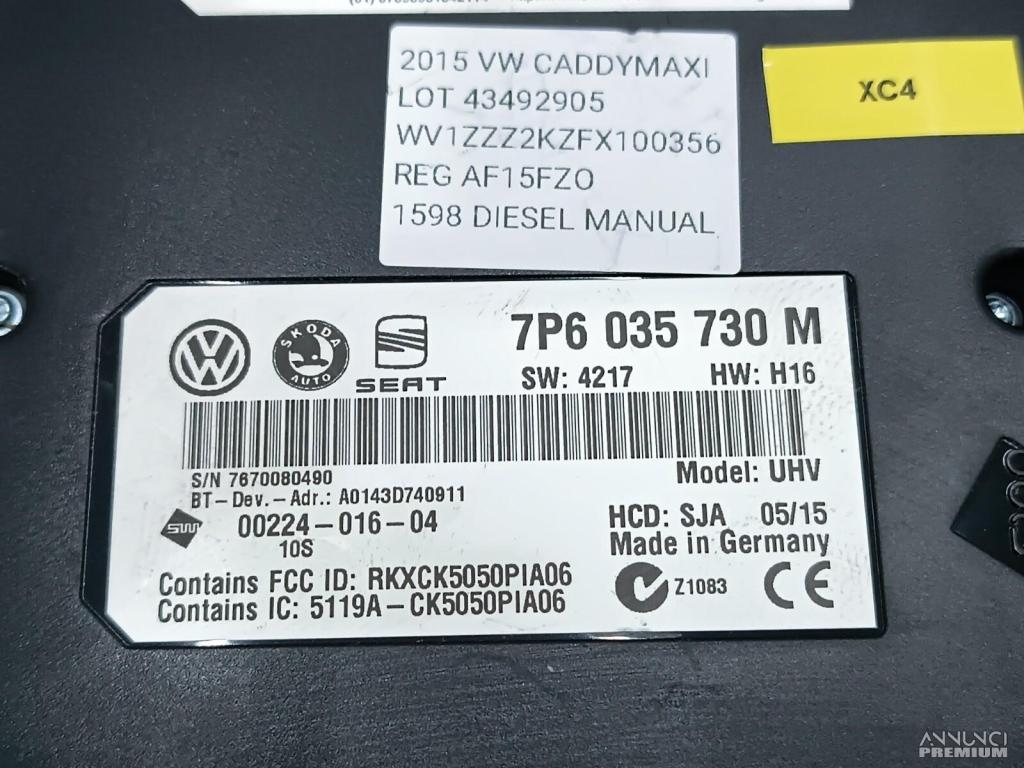 2015 VW CADDYMAXI
LOT 43492905
WV1ZZZ2KZFX100356
REG AF15FZO
1598 DIESEL MANUAL
XC4
VW
SKODA
AUTO
SEAT
7P6 035 730 M
SW: 4217 HW: H16
S/N 7670080490
Model: UHV
BT-Dev.-Adr.: A0143D740911
SW 00224-016-04
10S
HCD: SJA 05/15
Made in Germany
Contains FCC ID: RKXCK5050PIA06
Contains IC: 5119A-CK5050PIA06
Z1083 CE
ANNUNCI
PREMIUM